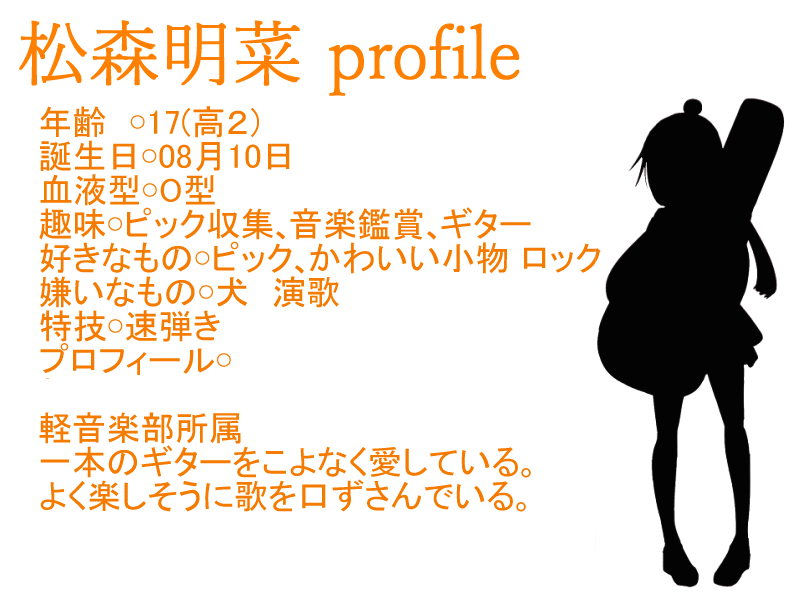 松森明菜 profile
年齢　○17(高２)
誕生日○08月10日
血液型○Ｏ型
趣味○ピック収集、音楽鑑賞、ギター
好きなもの○ピック、かわいい小物 ロック
嫌いなもの○犬　演歌
特技○速弾き
プロフィール○
軽音楽部所属
一本のギターをこよなく愛している。
よく楽しそうに歌を口ずさんでいる。